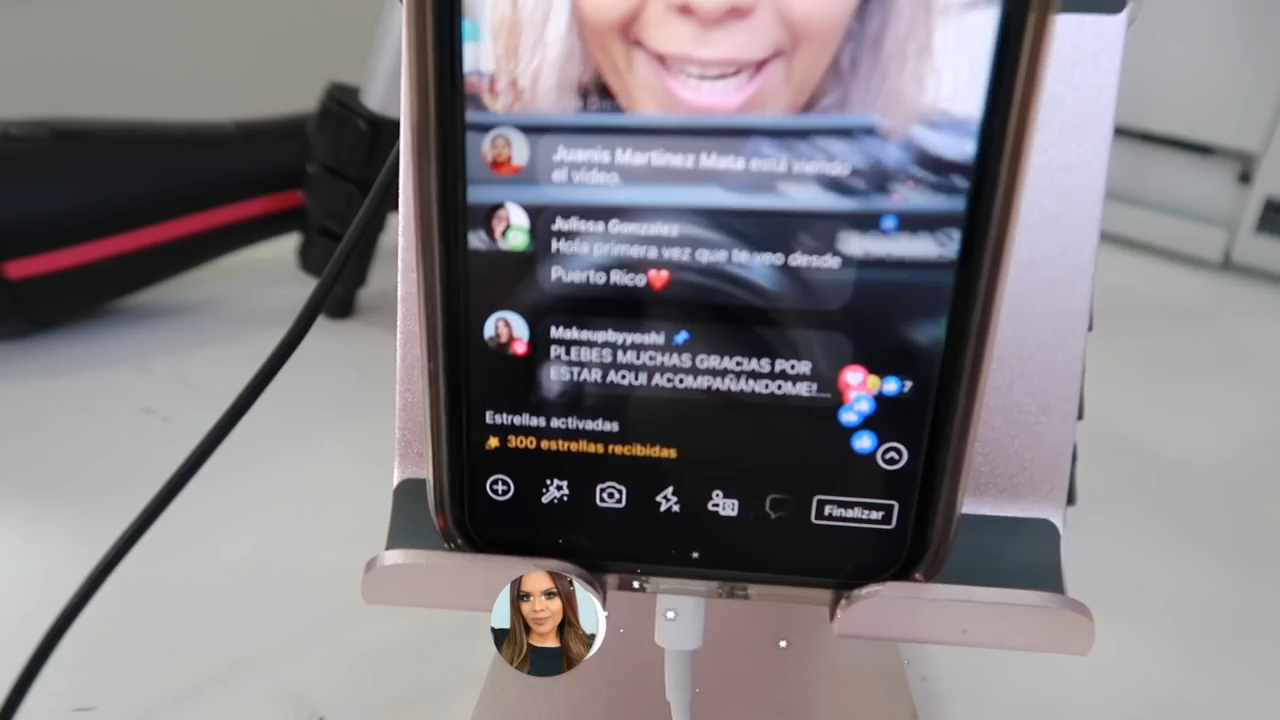 Juanis Martinez Mata está viendo
el video.
Julissa Gonzalez
Hola primera vez que te veo desde
Puerto Rico❤️
Makeupbyyoshi 📌
PLEBES MUCHAS GRACIAS POR
ESTAR AQUI ACOMPAÑÁNDOME!...
7
Estrellas activadas
300 estrellas recibidas
Finalizar